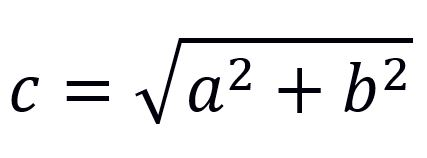 c = √(a² + b²)